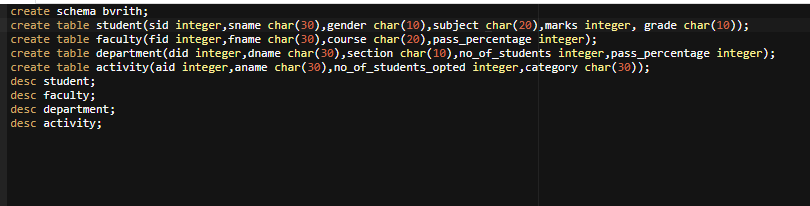 create schema bvrith;
create table student(sid integer,sname char(30),gender char(10),subject char(20),marks integer, grade char(10));
create table faculty(fid integer,fname char(30),course char(20),pass_percentage integer);
create table department(did integer,dname char(30),section char(10),no_of_students integer,pass_percentage integer);
create table activity(aid integer,aname char(30),no_of_students_opted integer,category char(30));
desc student;
desc faculty;
desc department;
desc activity;